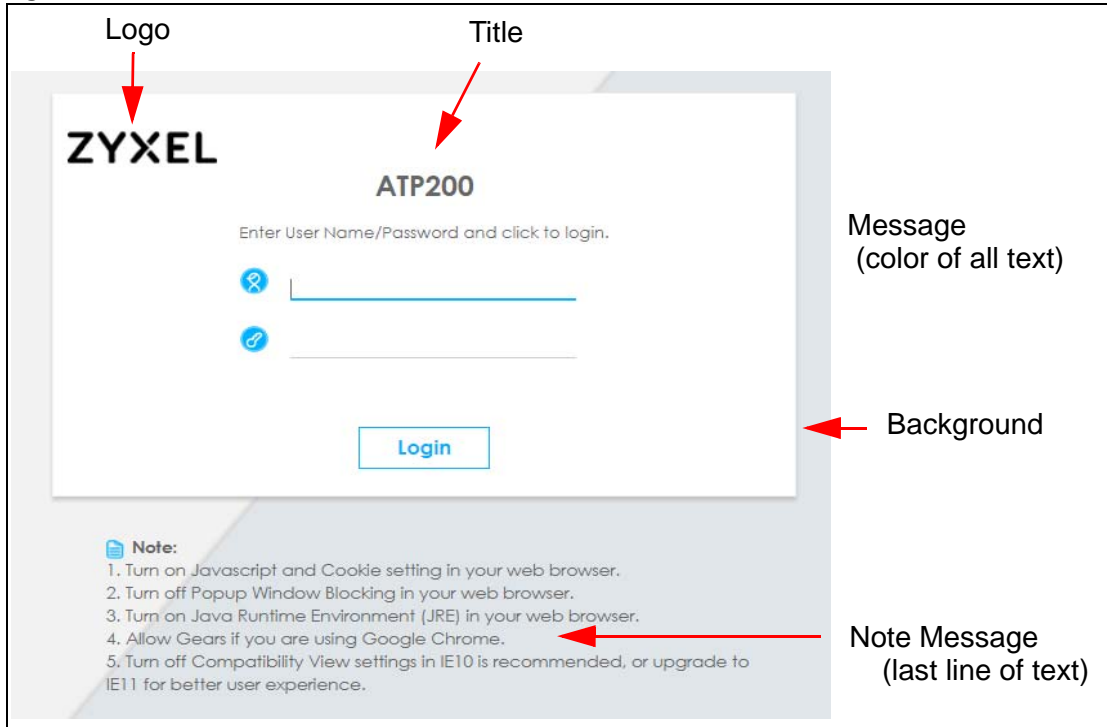 Logo
Title
ZYXEL
ATP200
Enter User Name/Password and click to login.
Message
(color of all text)
Login
Background
Note:
1. Turn on Javascript and Cookie setting in your web browser.
2. Turn off Popup Window Blocking in your web browser.
3. Turn on Java Runtime Environment (JRE) in your web browser.
4. Allow Gears if you are using Google Chrome.
5. Turn off Compatibility View settings in IE10 is recommended, or upgrade to
IE11 for better user experience.
Note Message
(last line of text)